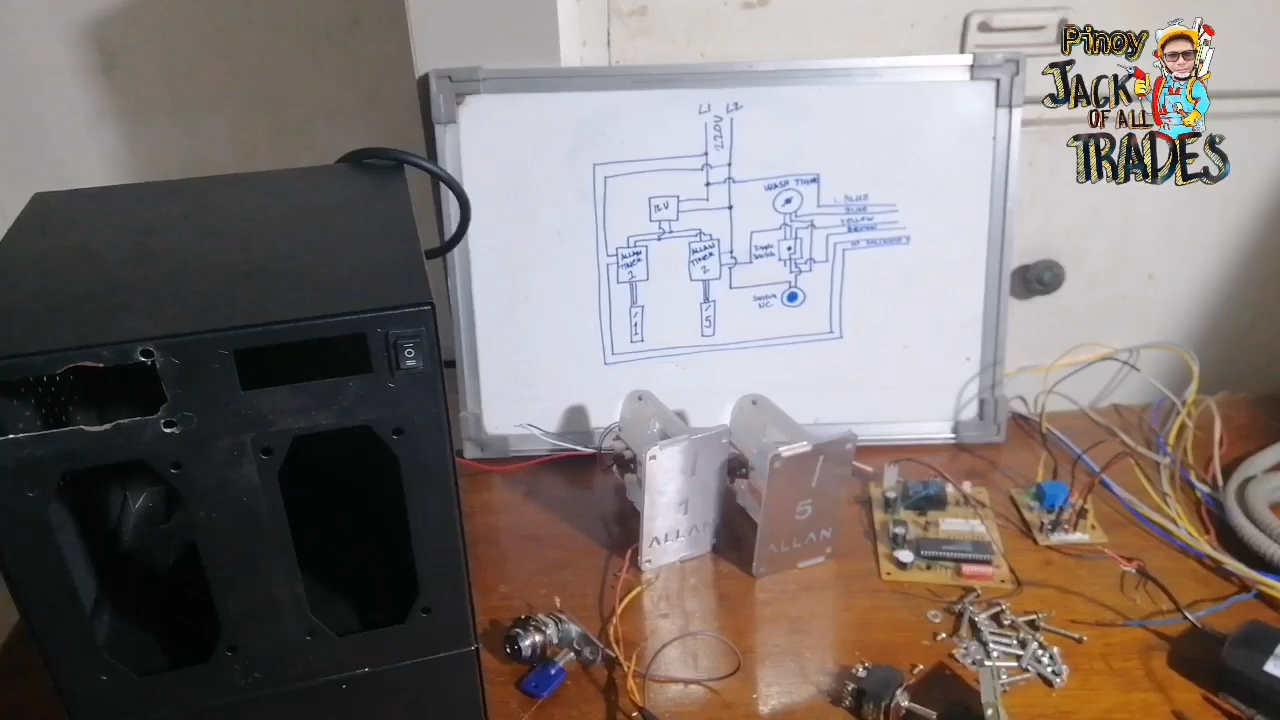 Pinoy
JACK
OF ALL
TRADES
L1 L2
220V
WASH TIMER
12V
BLUE
YELLOW
BROWN
ALLAN
TIMER
1
ALLAN
TIMER
2
SWITCH
N.C.
1
5
1
ALLAN
5
ALLAN